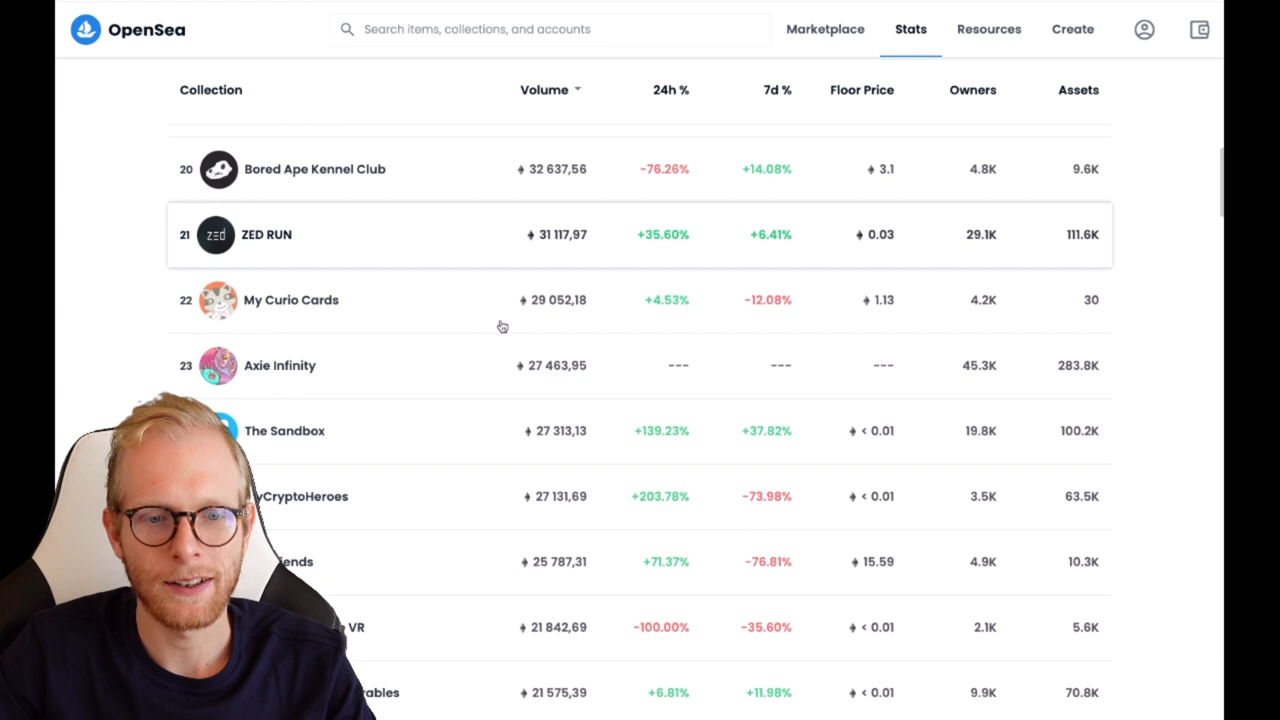 OpenSea Search items, collections, and accounts Marketplace Stats Resources Create
Collection Volume 24h % 7d % Floor Price Owners Assets
20 Bored Ape Kennel Club 32 637,56 -76.26% +14.08% 3.1 4.8K 9.6K
21 zed ZED RUN 31 117,97 +35.60% +6.41% 0.03 29.1K 111.6K
22 My Curio Cards 29 052,18 +4.53% -12.08% 1.13 4.2K 30
23 Axie Infinity 27 463,95 --- --- --- 45.3K 283.8K
The Sandbox 27 313,13 +139.23% +37.82% < 0.01 19.8K 100.2K
yCryptoHeroes 27 131,69 +203.78% -73.98% < 0.01 3.5K 63.5K
ends 25 787,31 +71.37% -76.81% 15.59 4.9K 10.3K
VR 21 842,69 -100.00% -35.60% < 0.01 2.1K 5.6K
ables 21 575,39 +6.81% +11.98% < 0.01 9.9K 70.8K